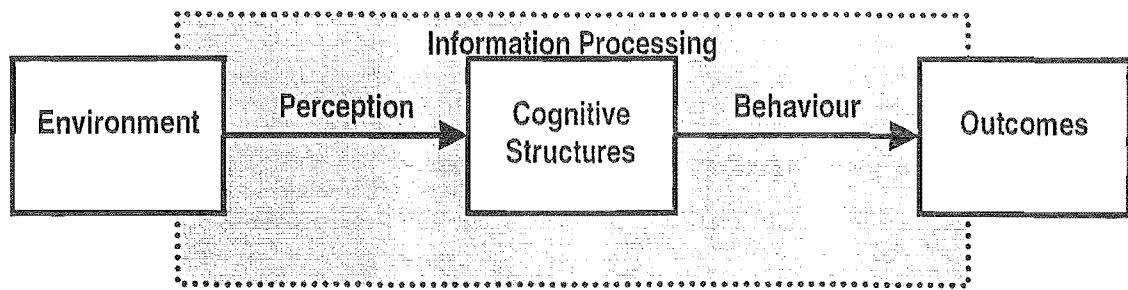 Information Processing
Environment
Perception
Cognitive
Structures
Behaviour
Outcomes